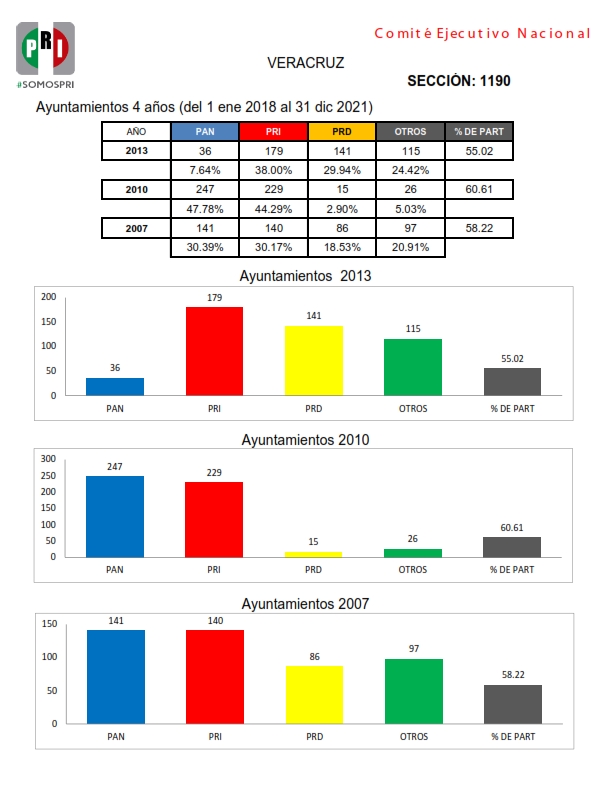 Comité Ejecutivo Nacional
PRI
#SOMOSPRI
VERACRUZ
SECCIÓN: 1190
Ayuntamientos 4 años (del 1 ene 2018 al 31 dic 2021)
AÑO PAN PRI PRD OTROS % DE PART
2013 36 179 141 115 55.02
7.64% 38.00% 29.94% 24.42%
2010 247 229 15 26 60.61
47.78% 44.29% 2.90% 5.03%
2007 141 140 86 97 58.22
30.39% 30.17% 18.53% 20.91%
Ayuntamientos 2013
200
150
100
50
0
36 179 141 115 55.02
PAN PRI PRD OTROS % DE PART
Ayuntamientos 2010
300
250
200
150
100
50
0
247 229 15 26 60.61
PAN PRI PRD OTROS % DE PART
Ayuntamientos 2007
150
100
50
0
141 140 86 97 58.22
PAN PRI PRD OTROS % DE PART